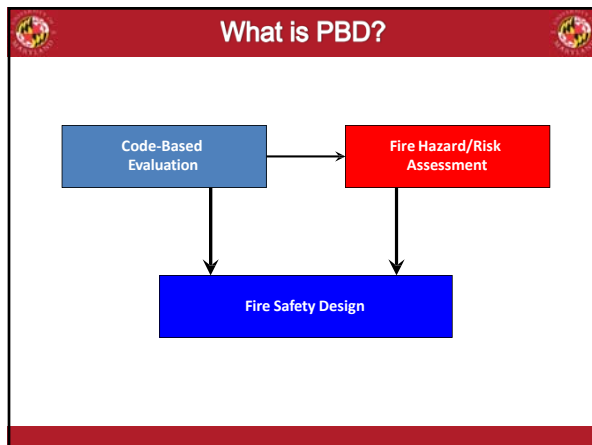 What is PBD?
Code-Based
Evaluation
Fire Hazard/Risk
Assessment
Fire Safety Design